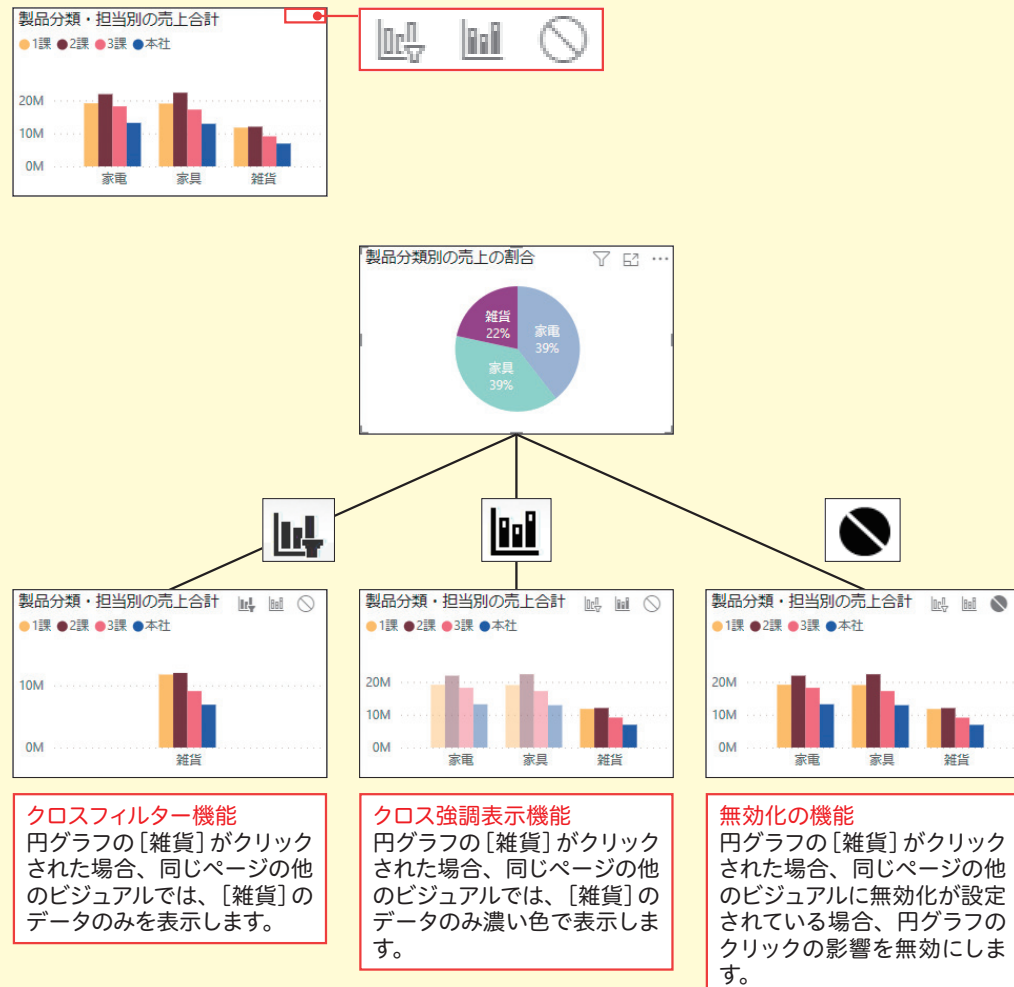 製品分類・担当別の売上合計
●1課 ●2課 ●3課 ●本社
20M
10M
0M
家電 家具 雑貨
製品分類別の売上の割合
雑貨
22%
家電
39%
家具
39%
製品分類・担当別の売上合計
●1課 ●2課 ●3課 ●本社
10M
0M
雑貨
クロスフィルター機能
円グラフの[雑貨]がクリック
された場合、同じページの他
のビジュアルでは、[雑貨]の
データのみを表示します。
製品分類・担当別の売上合計
●1課 ●2課 ●3課 ●本社
20M
10M
0M
家電 家具 雑貨
クロス強調表示機能
円グラフの[雑貨]がクリック
された場合、同じページの他
のビジュアルでは、[雑貨]の
データのみ濃い色で表示しま
す。
製品分類・担当別の売上合計
●1課 ●2課 ●3課 ●本社
20M
10M
0M
家電 家具 雑貨
無効化の機能
円グラフの[雑貨]がクリック
された場合、同じページの他
のビジュアルに無効化が設定
されている場合、円グラフの
クリックの影響を無効にしま
す。